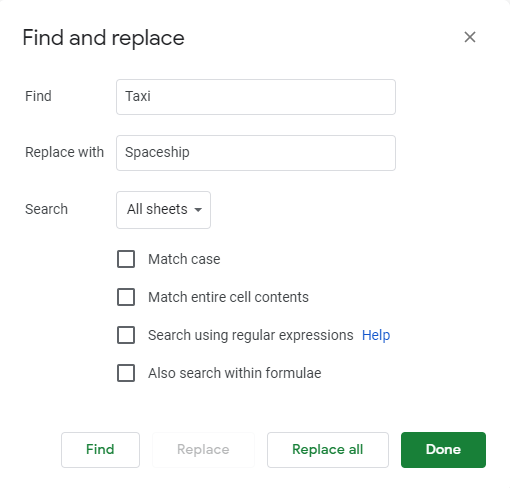 Find and replace
Find Taxi
Replace with Spaceship
Search All sheets
Match case
Match entire cell contents
Search using regular expressions Help
Also search within formulae
Find Replace Replace all Done